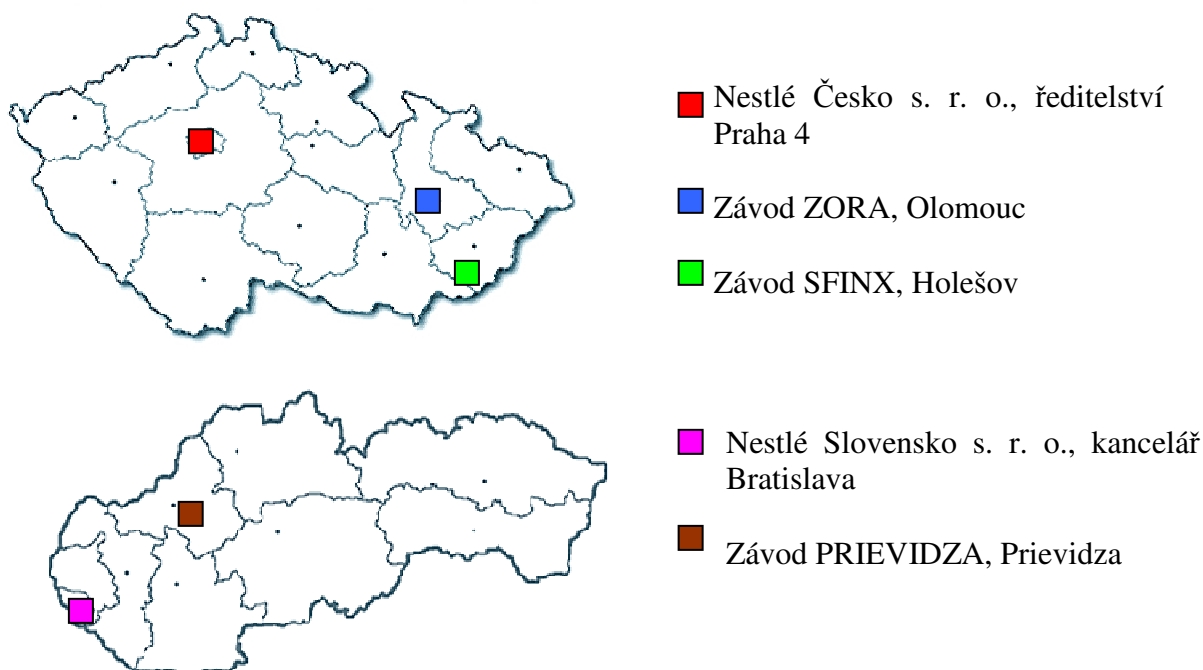 Nestlé Česko s. r. o., ředitelství
Praha 4
Závod ZORA, Olomouc
Závod SFINX, Holešov
Nestlé Slovensko s. r. o., kancelář
Bratislava
Závod PRIEVIDZA, Prievidza